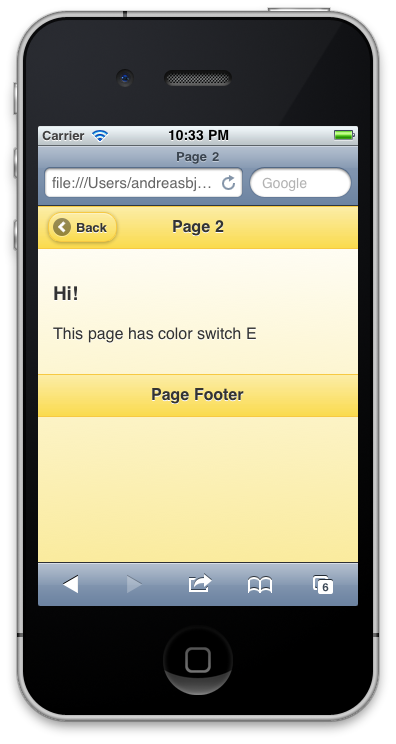 Carrier 10:33 PM
Page 2
file:///Users/andreasbj... Google
Back Page 2
Hi!
This page has color switch E
Page Footer
6